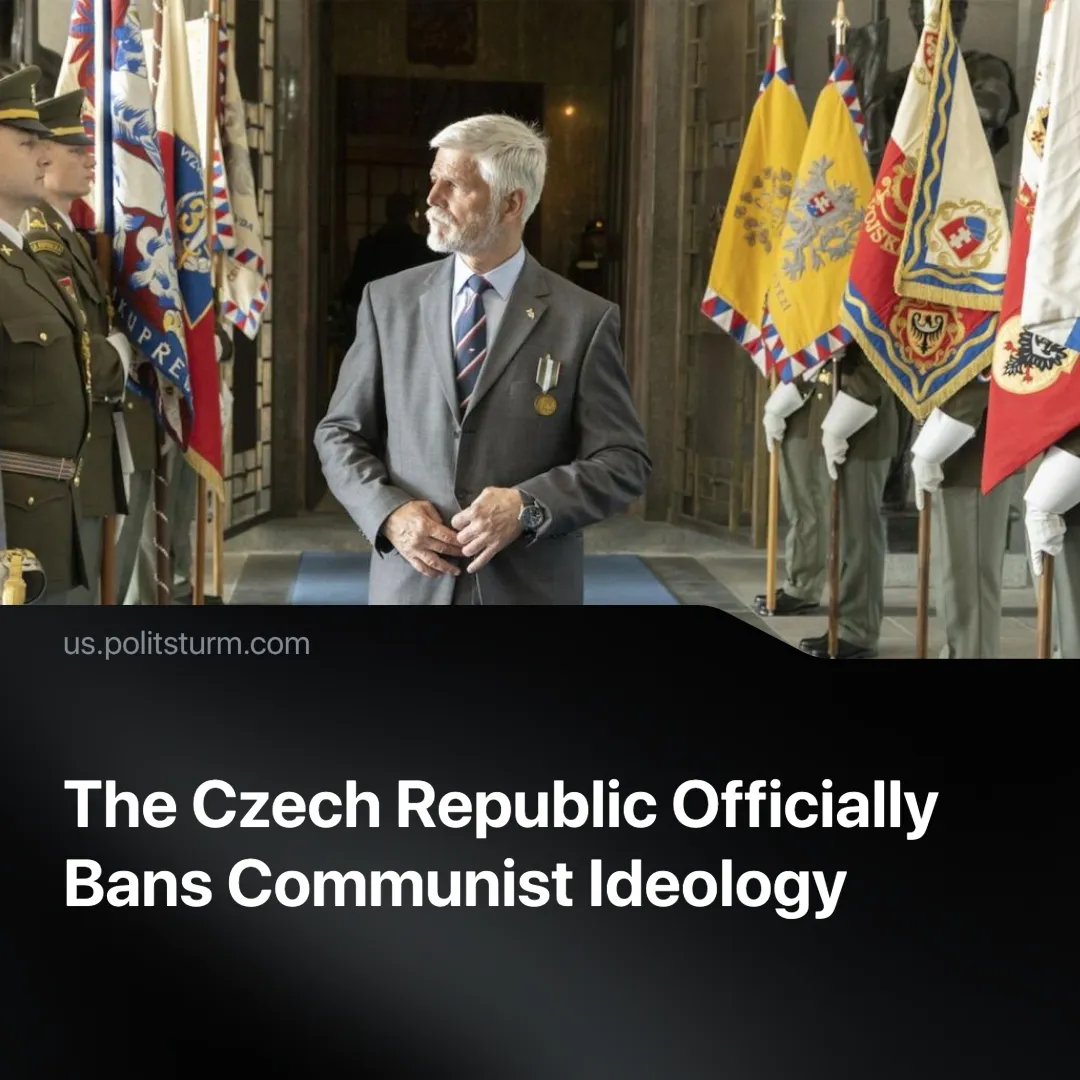 us.politsturm.com
The Czech Republic Officially
Bans Communist Ideology